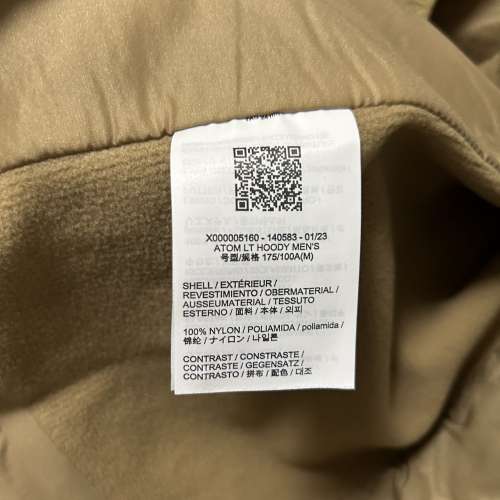 X000005160 - 140583 - 01/23
ATOM LT HOODY MEN'S
号型/规格 175/100A(M)
SHELL / EXTÉRIEUR /
REVESTIMIENTO / OBERMATERIAL /
AUSSEUMATERIAL / TESSUTO
ESTERNO / 面料 / 本体 / 오피
100% NYLON / POLIAMIDA / poliamida /
锦纶 / ナイロン / 나일론
CONTRAST / CONSTRASTE /
CONTRASTE / GEGENSATZ /
CONTRASTO / 拼布 / 配色 / 대조